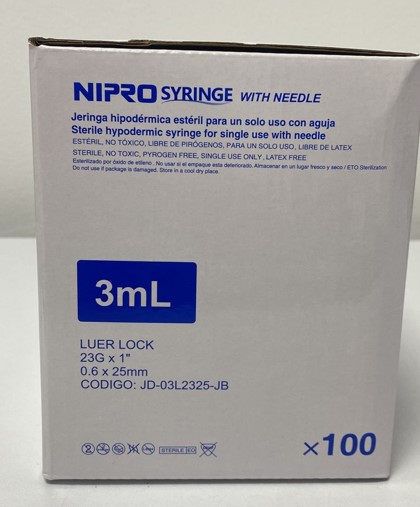 NIPRO SYRINGE WITH NEEDLE
Jeringa hipodérmica estéril para un solo uso con aguja
Sterile hypodermic syringe for single use with needle
ESTÉRIL, NO TÓXICO, LIBRE DE PIRÓGENOS, PARA UN SOLO USO, LIBRE DE LATEX
STERILE, NO TOXIC, PYROGEN FREE, SINGLE USE ONLY, LATEX FREE
Esterilizado por óxido de etileno. No usar si el empaque esta deteriorado. Almacenar en un lugar fresco y seco / ETO Sterilization
Do not use if package is damaged. Store in a cool dry place.
3mL
LUER LOCK
23G x 1"
0.6 x 25mm
CODIGO: JD-03L2325-JB
2 STERILE EO
x100